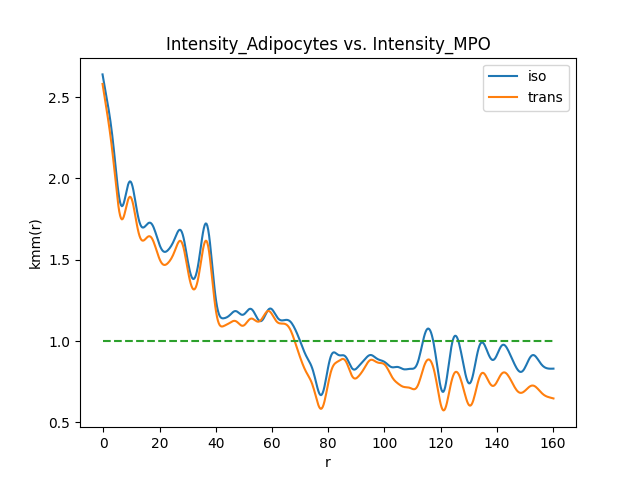 Intensity_Adipocytes vs. Intensity_MPO
iso
trans
kmm(r)
2.5
2.0
1.5
1.0
0.5
0 20 40 60 80 100 120 140 160
r